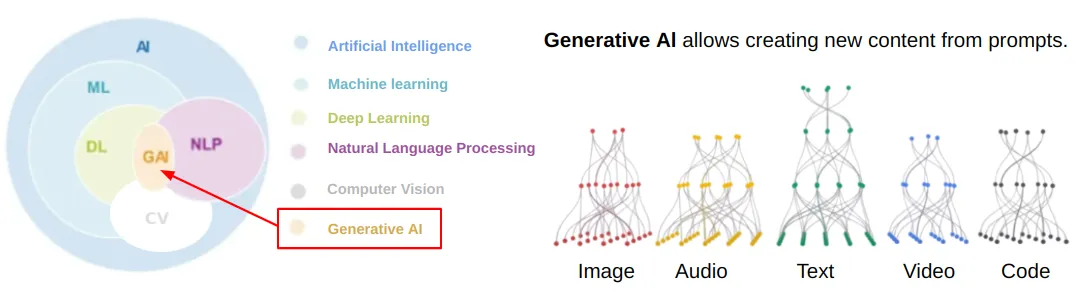 AI
ML
DL
GAI
NLP
CV
Artificial Intelligence
Machine learning
Deep Learning
Natural Language Processing
Computer Vision
Generative AI
Generative AI allows creating new content from prompts.
Image Audio Text Video Code